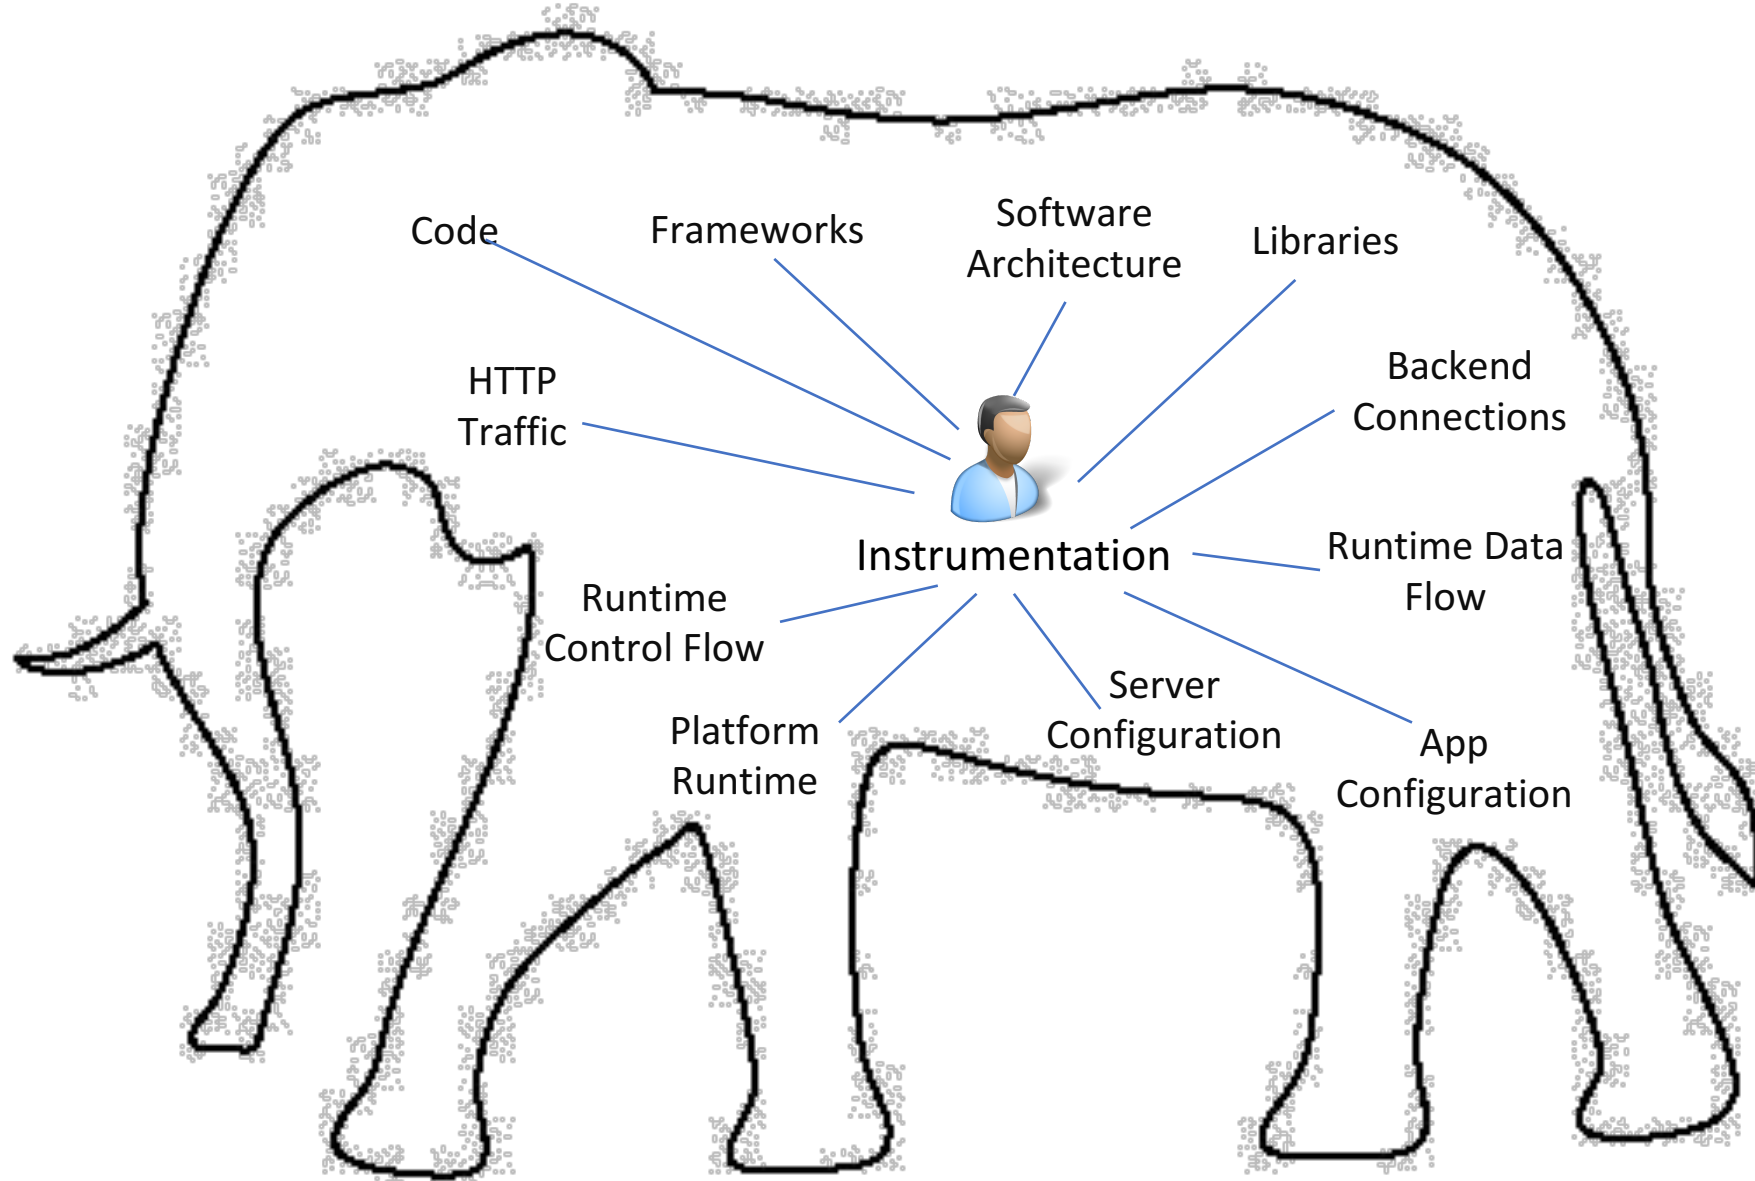 Code
Frameworks
Software
Architecture
Libraries
HTTP
Traffic
Backend
Connections
Instrumentation
Runtime Data
Flow
Runtime
Control Flow
Platform
Runtime
Server
Configuration
App
Configuration